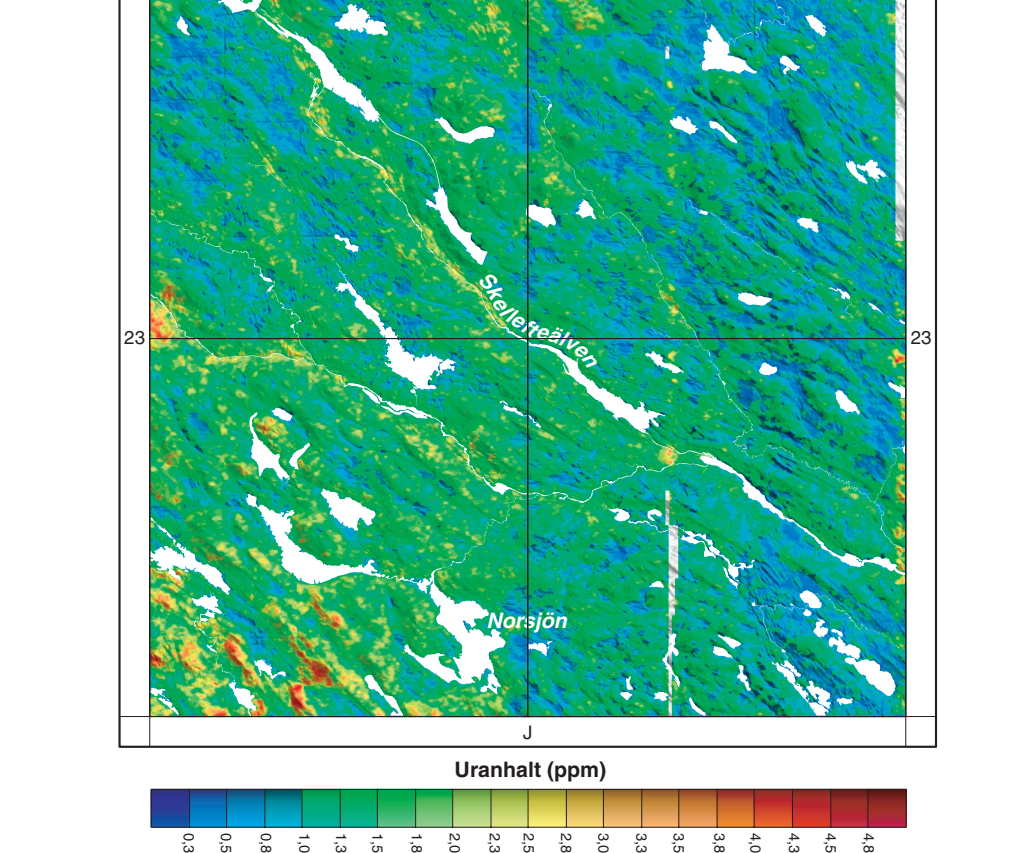 Skellefteälven
23 23
Norsjön
J
Uranhalt (ppm)
0,3 0,5 0,8 1,0 1,3 1,5 1,8 2,0 2,3 2,5 2,8 3,0 3,3 3,5 3,8 4,0 4,3 4,5 4,8